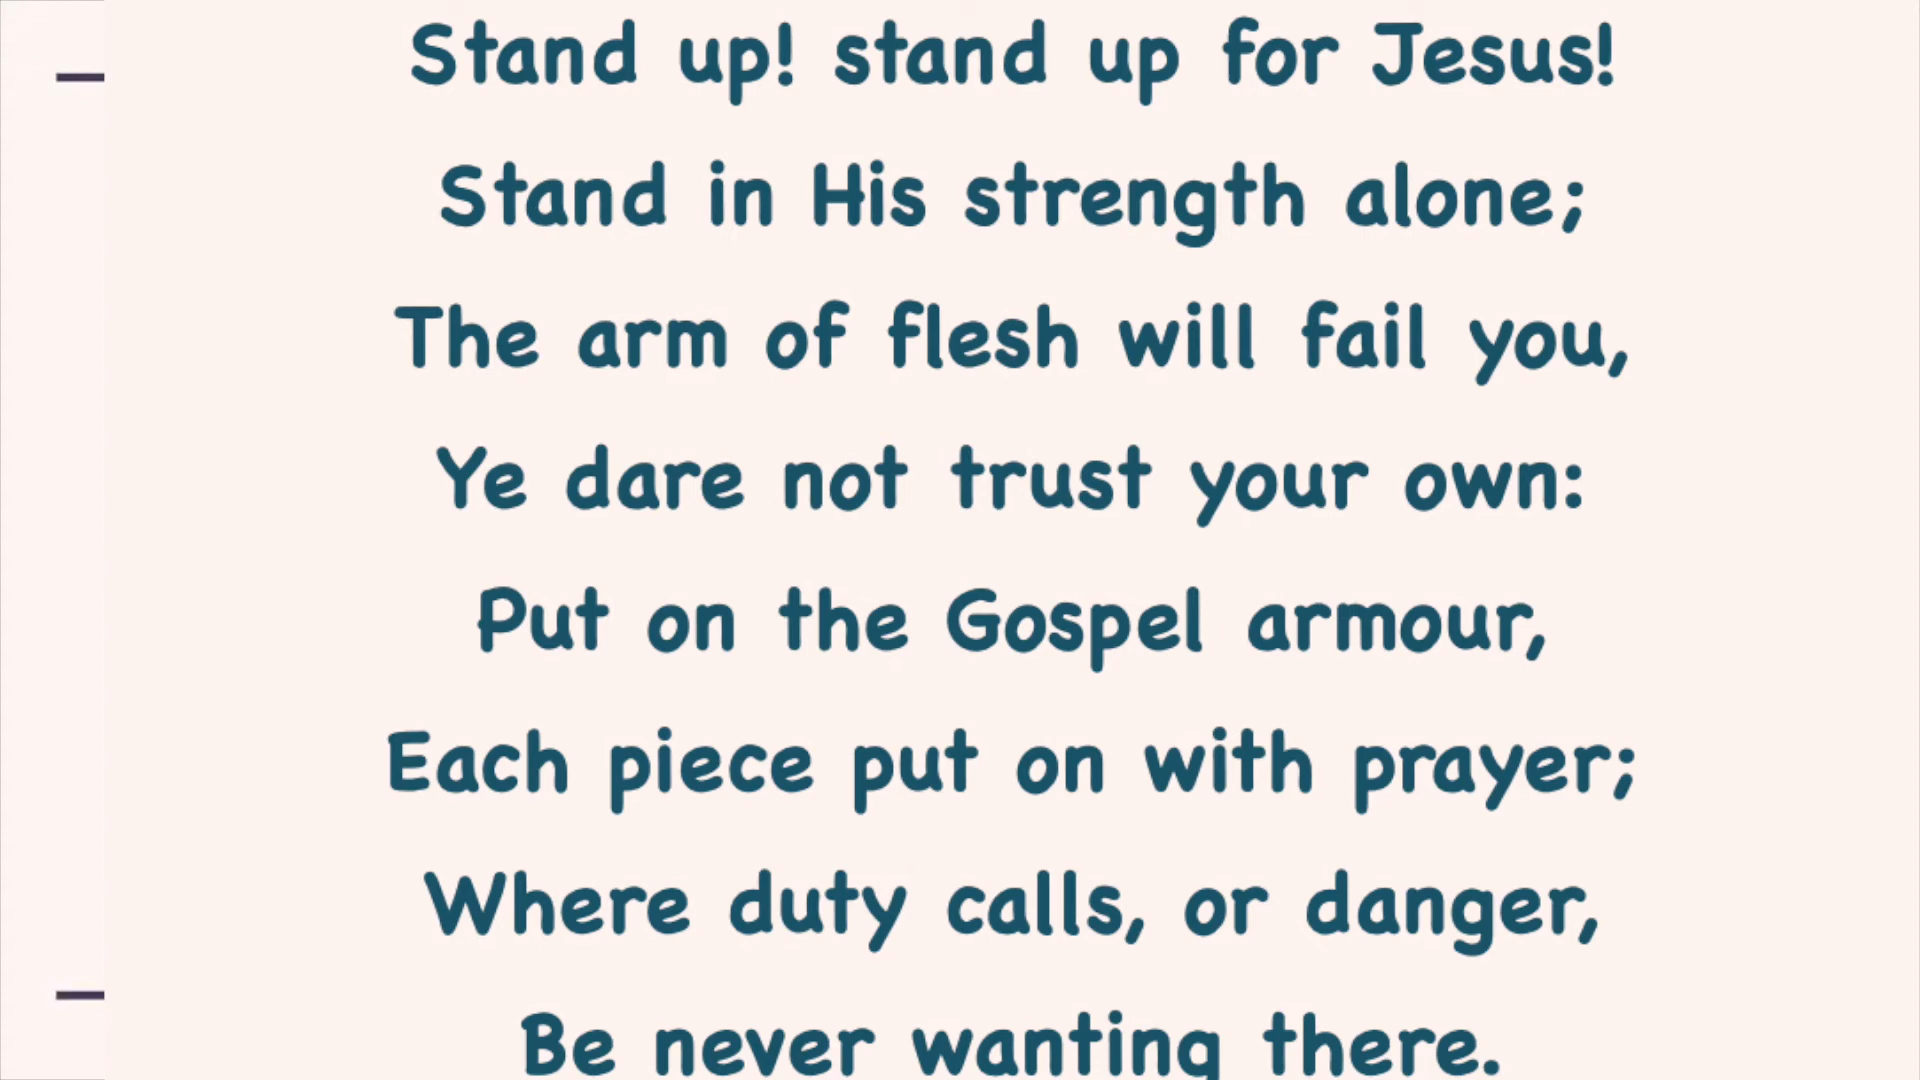 Stand up! stand up for Jesus!
Stand in His strength alone;
The arm of flesh will fail you,
Ye dare not trust your own:
Put on the Gospel armour,
Each piece put on with prayer;
Where duty calls, or danger,
Be never wanting there.